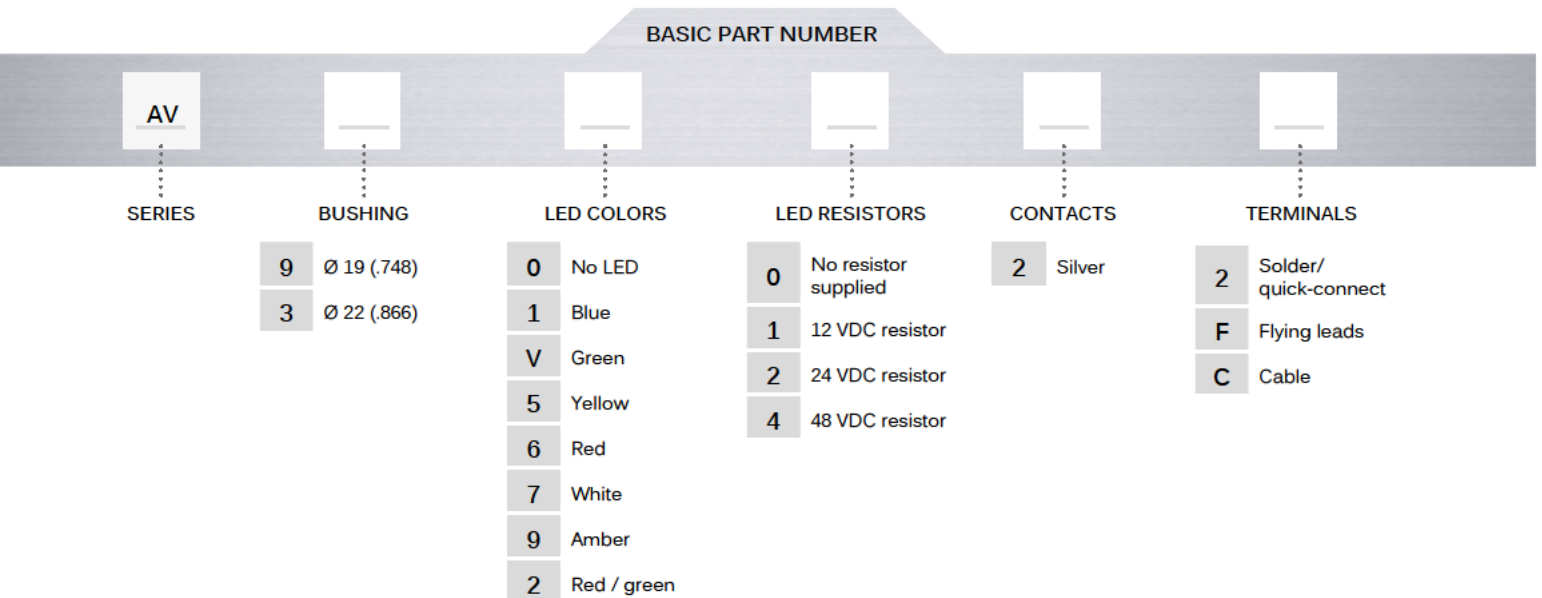 BASIC PART NUMBER
AV
SERIES
BUSHING
LED COLORS
LED RESISTORS
CONTACTS
TERMINALS
9 Ø 19 (.748)
3 Ø 22 (.866)
0 No LED
1 Blue
V Green
5 Yellow
6 Red
7 White
9 Amber
2 Red / green
0 No resistor
supplied
1 12 VDC resistor
2 24 VDC resistor
4 48 VDC resistor
2 Silver
2 Solder/
quick-connect
F Flying leads
C Cable